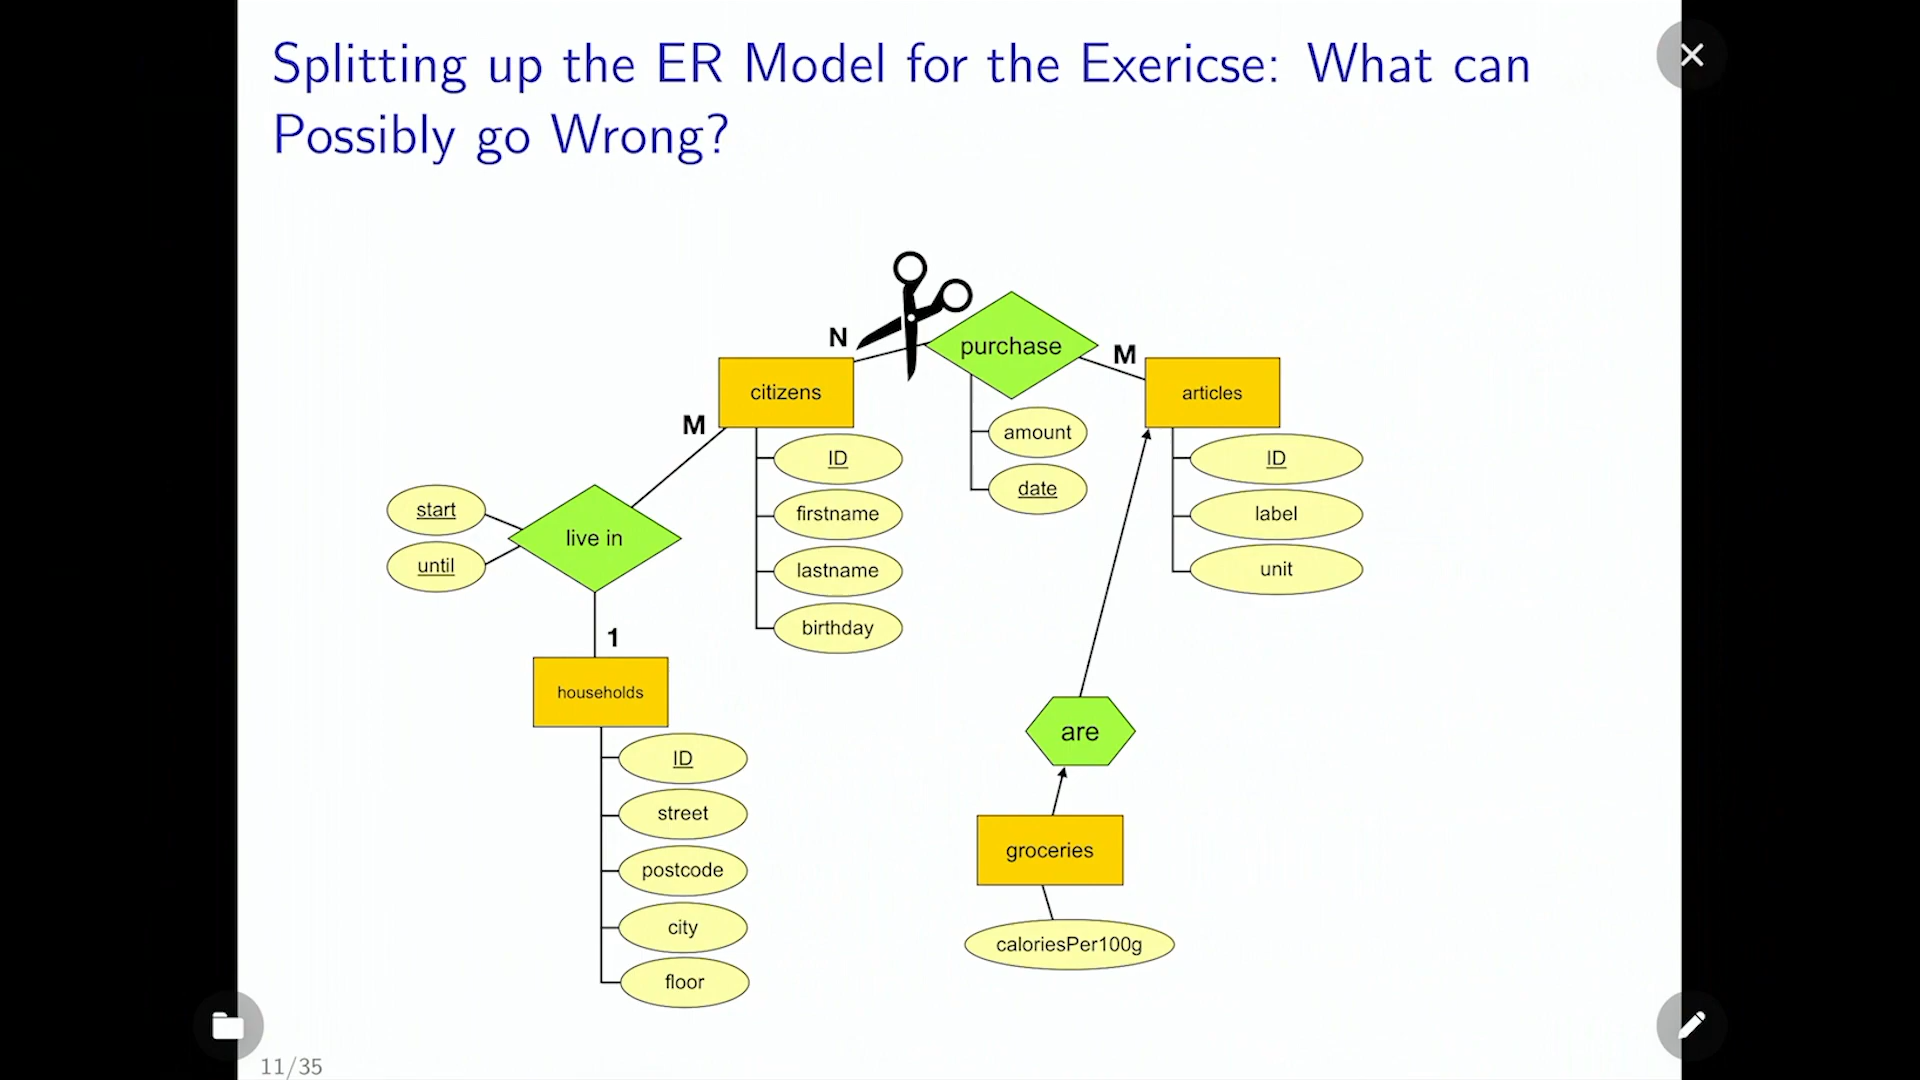 Splitting up the ER Model for the Exericse: What can
Possibly go Wrong?
N
purchase
M
citizens
articles
M
amount
ID
ID
date
start
firstname
label
live in
until
lastname
unit
1
birthday
households
are
ID
street
groceries
postcode
city
caloriesPer100g
floor
11/35